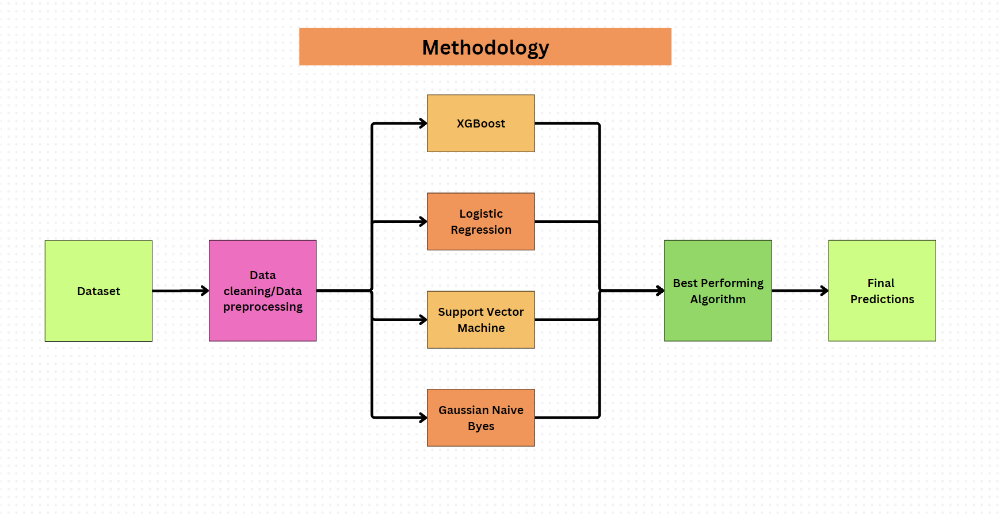 Methodology
XGBoost
Logistic
Regression
Dataset
Data
cleaning/Data
preprocessing
Support Vector
Machine
Gaussian Naive
Byes
Best Performing
Algorithm
Final
Predictions